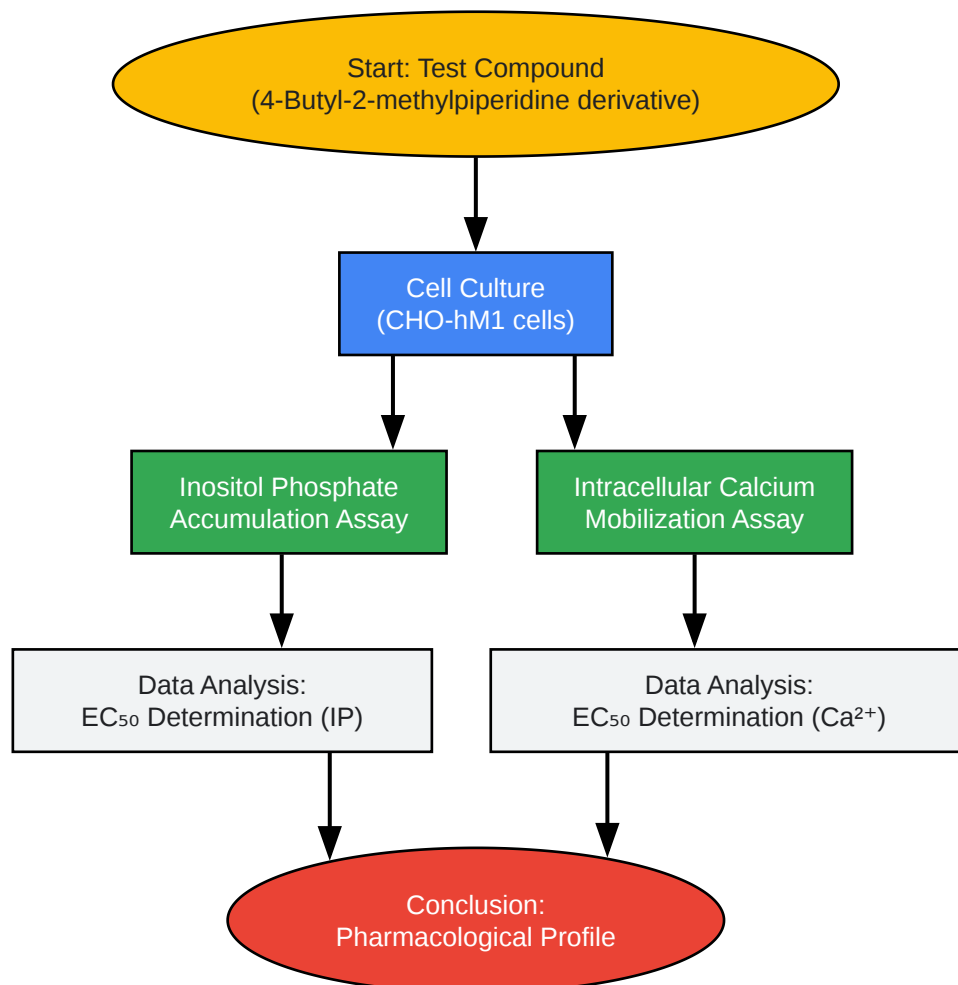 Start: Test Compound
(4-Butyl-2-methylpiperidine derivative)
Cell Culture
(CHO-hM1 cells)
Inositol Phosphate
Accumulation Assay
Intracellular Calcium
Mobilization Assay
Data Analysis:
EC₅₀ Determination (IP)
Data Analysis:
EC₅₀ Determination (Ca²⁺)
Conclusion:
Pharmacological Profile